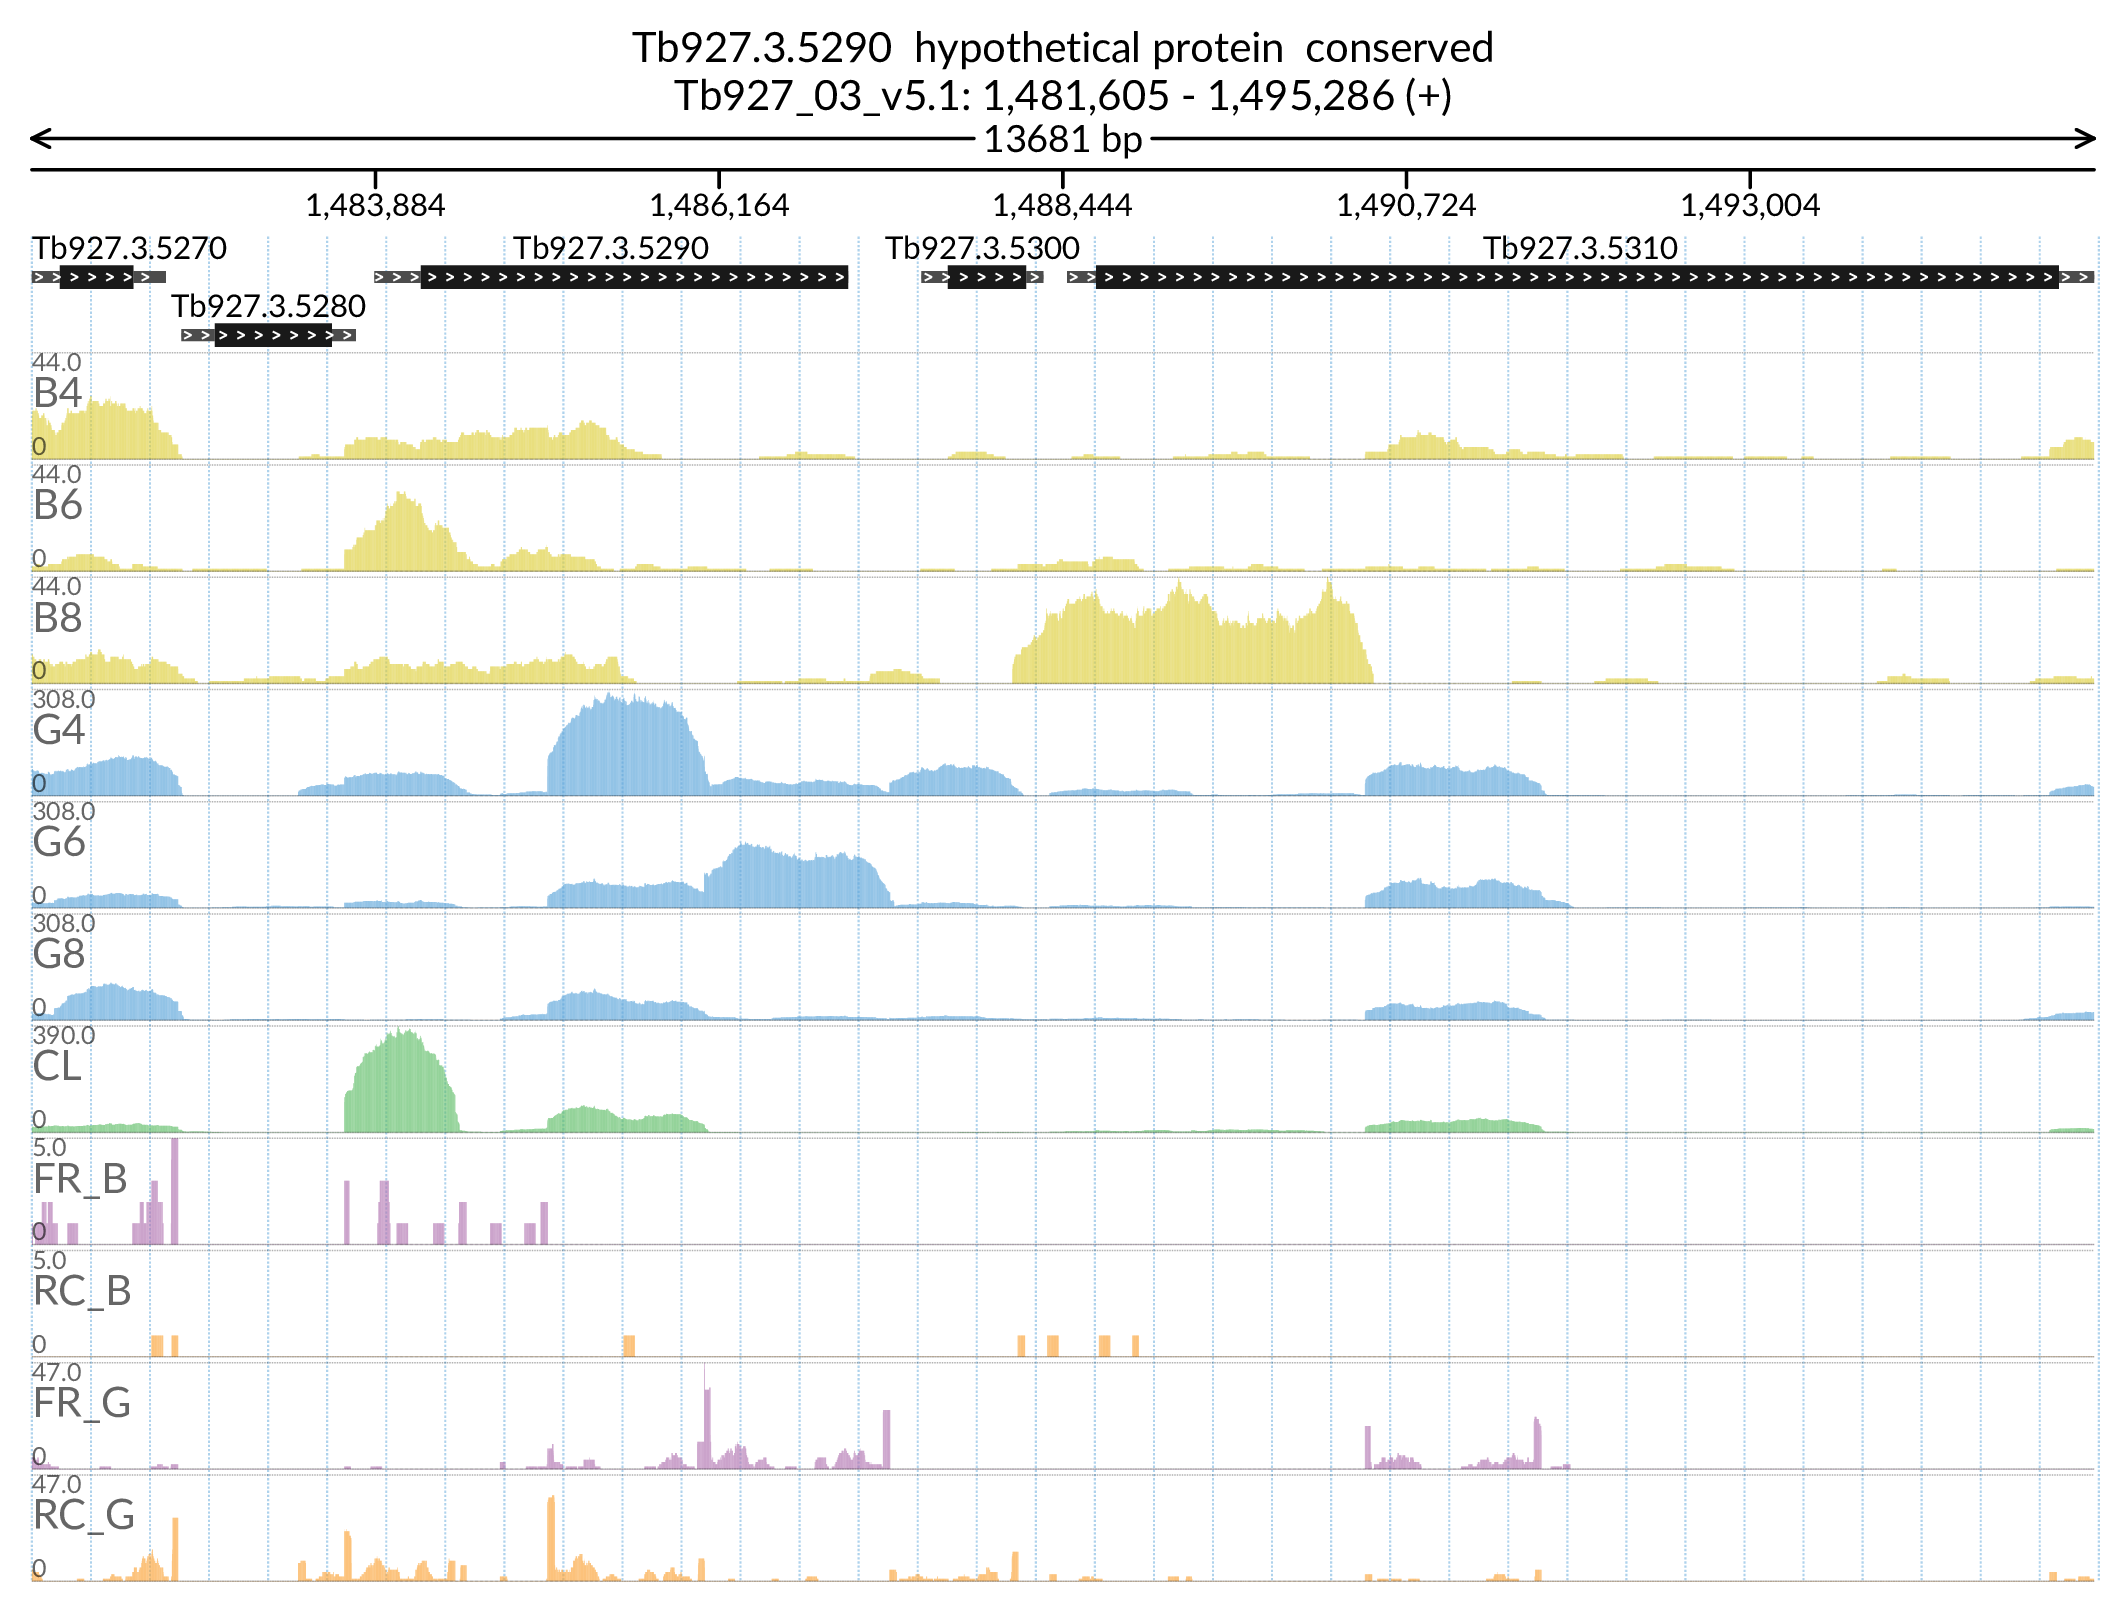 Tb927.3.5290  hypothetical protein  conserved
Tb927_03_v5.1: 1,481,605 - 1,495,286 (+)
13681 bp
1,483,884 1,486,164 1,488,444 1,490,724 1,493,004
Tb927.3.5270 Tb927.3.5290 Tb927.3.5300 Tb927.3.5310
Tb927.3.5280
44.0
B4
0
44.0
B6
0
44.0
B8
0
308.0
G4
0
308.0
G6
0
308.0
G8
0
390.0
CL
0
5.0
FR_B
0
5.0
RC_B
0
47.0
FR_G
0
47.0
RC_G
0